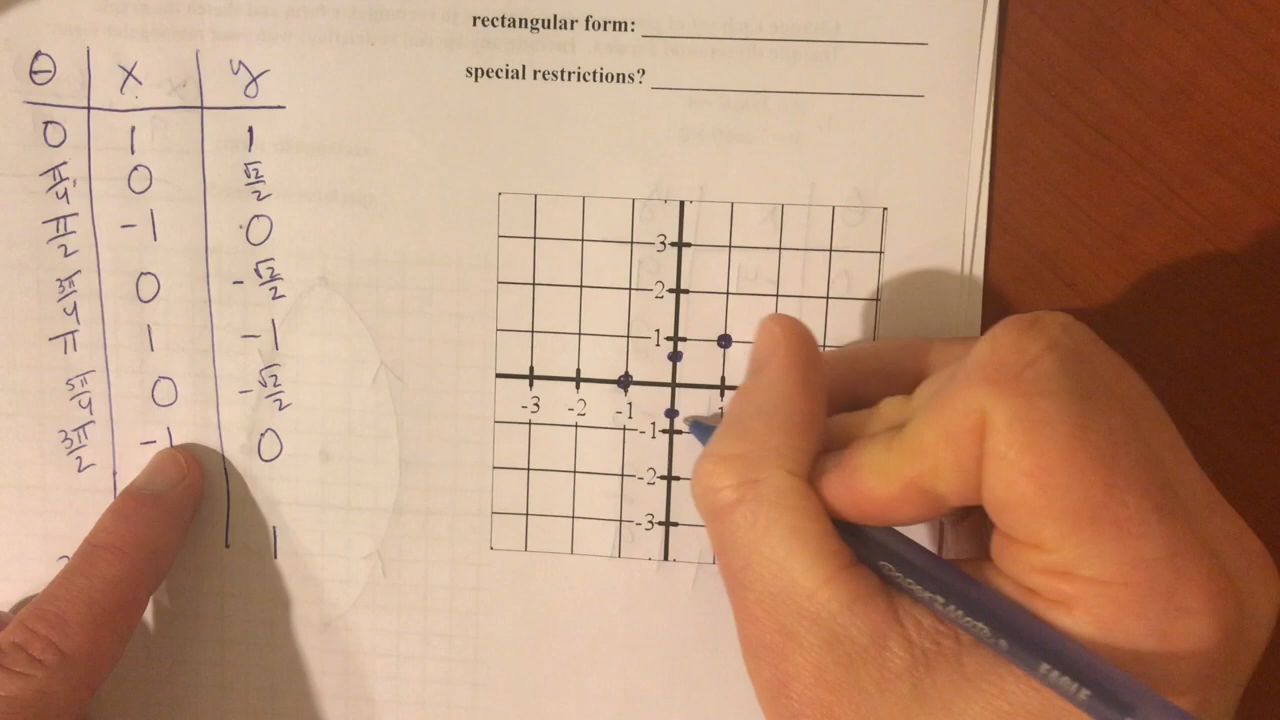 rectangular form:
special restrictions?
θ x y
0 1 1
π/4 0 √2/2
π/2 -1 0
3π/4 0 -√2/2
π 1 -1
5π/4 0 -√2/2
3π/2 -1 0
1
3
2
1
-3 -2 -1 1
-1
-2
-3